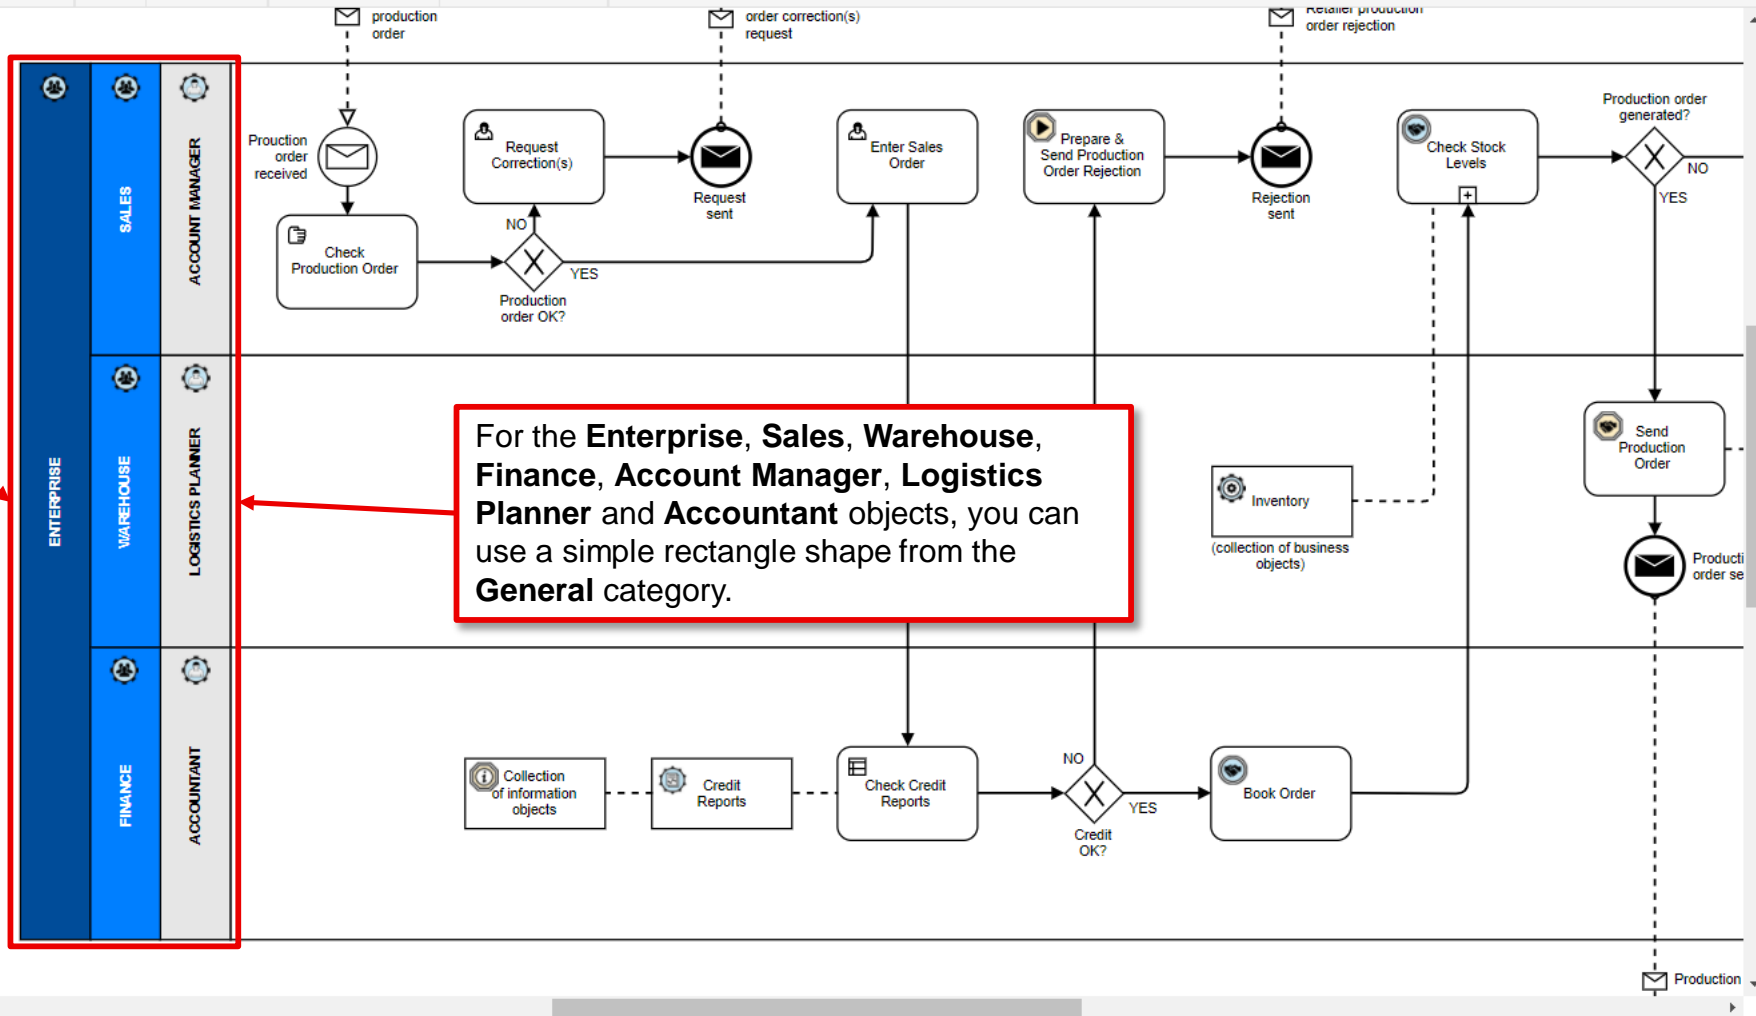 production
order
order correction(s)
request
Retailer production
order rejection
ENTERPRISE
SALES
ACCOUNT MANAGER
Prouction
order
received
Check
Production Order
Request
Correction(s)
NO
YES
Production
order OK?
Request
sent
Enter Sales
Order
Prepare &
Send Production
Order Rejection
Rejection
sent
Check Stock
Levels
Production order
generated?
NO
YES
WAREHOUSE
LOGISTICS PLANNER
For the Enterprise, Sales, Warehouse,
Finance, Account Manager, Logistics
Planner and Accountant objects, you can
use a simple rectangle shape from the
General category.
Inventory
(collection of business
objects)
Send
Production
Order
Producti
order se
FINANCE
ACCOUNTANT
Collection
of information
objects
Credit
Reports
Check Credit
Reports
NO
YES
Credit
OK?
Book Order
Production